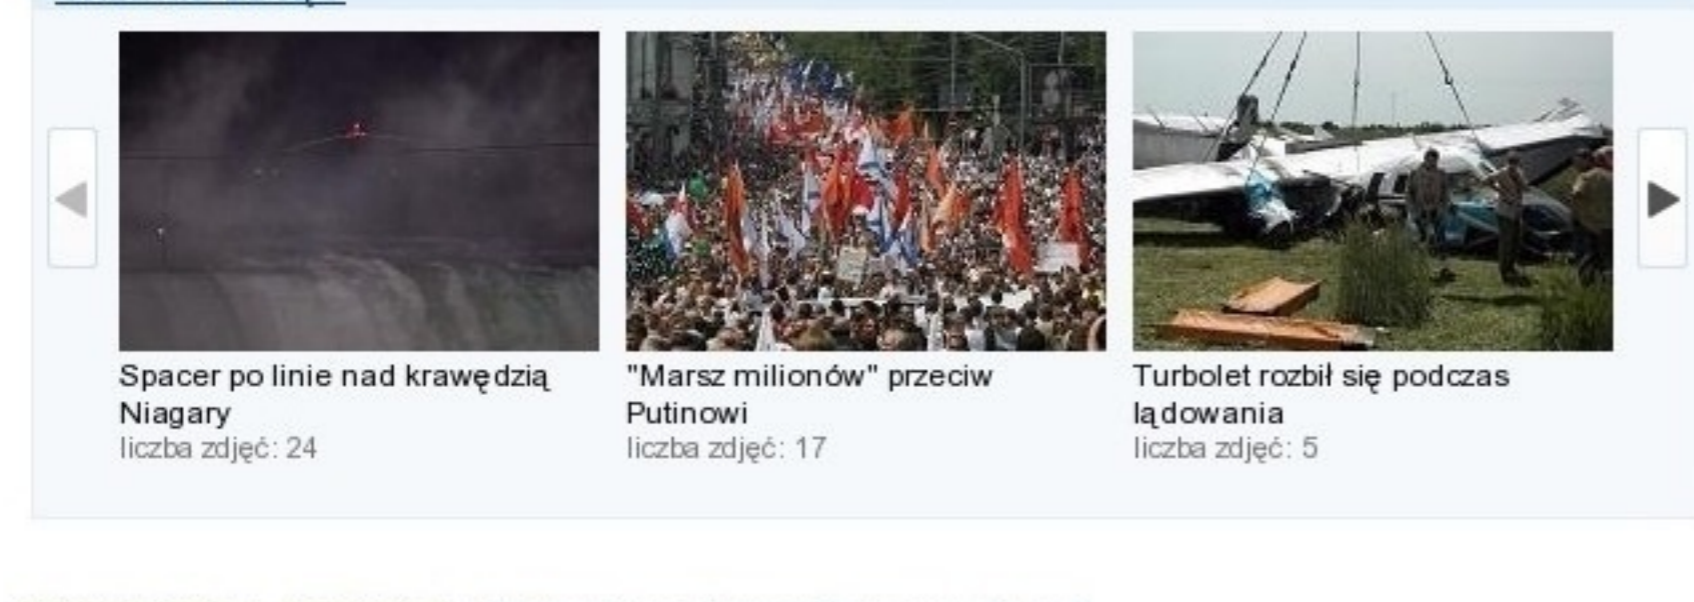 Spacer po linie nad krawędzią
Niagary
liczba zdjęć: 24
"Marsz milionów" przeciw
Putinowi
liczba zdjęć: 17
Turbolet rozbił się podczas
lądowania
liczba zdjęć: 5